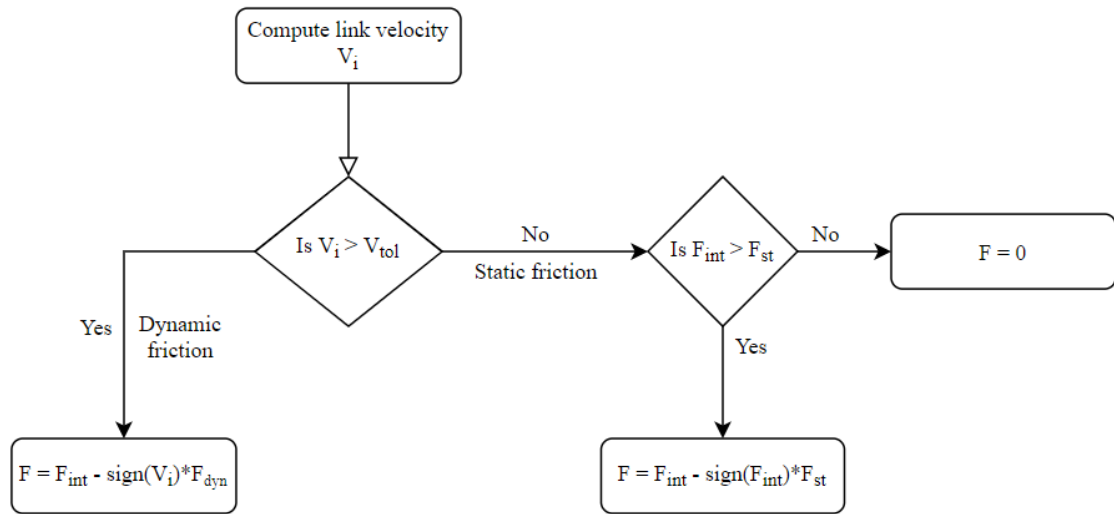 Compute link velocity
V_i
Is V_i > V_tol
No
Static friction
Is F_int > F_st
No
F = 0
Yes
Dynamic
friction
Yes
F = F_int - sign(V_i)*F_dyn
F = F_int - sign(F_int)*F_st